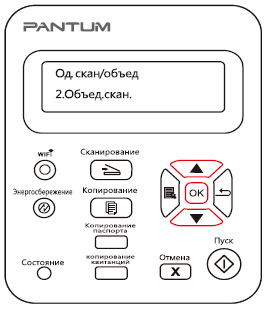 PANTUM
Од.скан/объед
2.Объед.скан.
WiFi
Сканирование
Энергосбережение
Копирование
OK
Копирование
паспорта
Пуск
Состояние
копирование
квитанций
Отмена
X